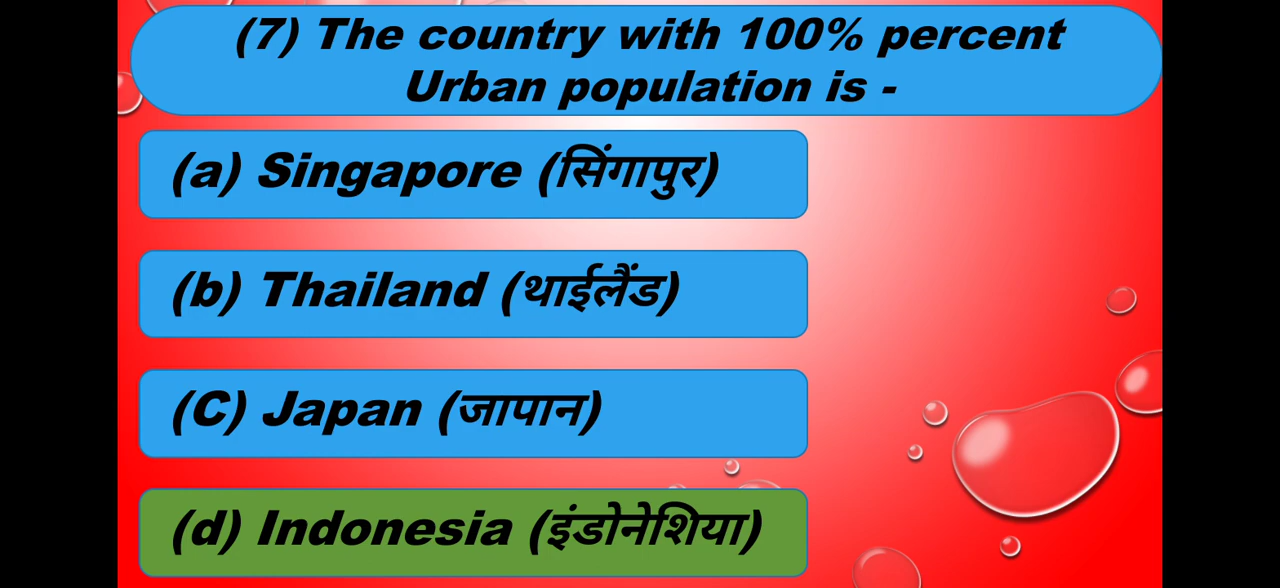 (7) The country with 100% percent
Urban population is -
(a) Singapore (सिंगापुर)
(b) Thailand (थाईलैंड)
(C) Japan (जापान)
(d) Indonesia (इंडोनेशिया)